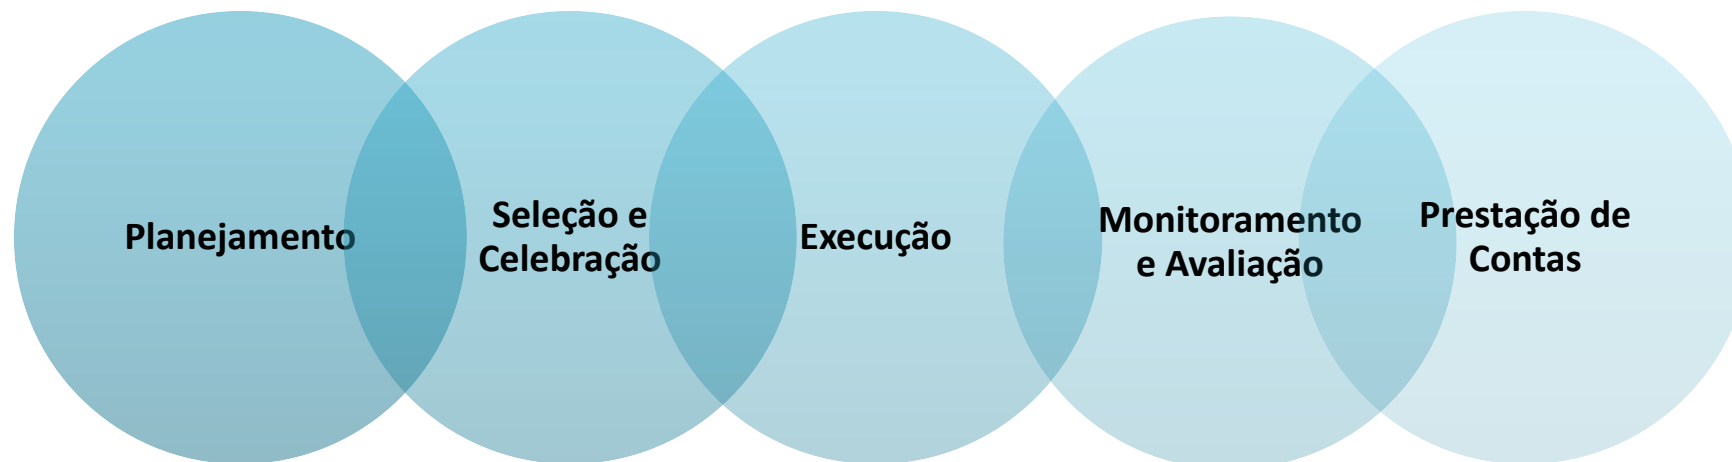 Planejamento
Seleção e
Celebração
Execução
Monitoramento
e Avaliação
Prestação de
Contas